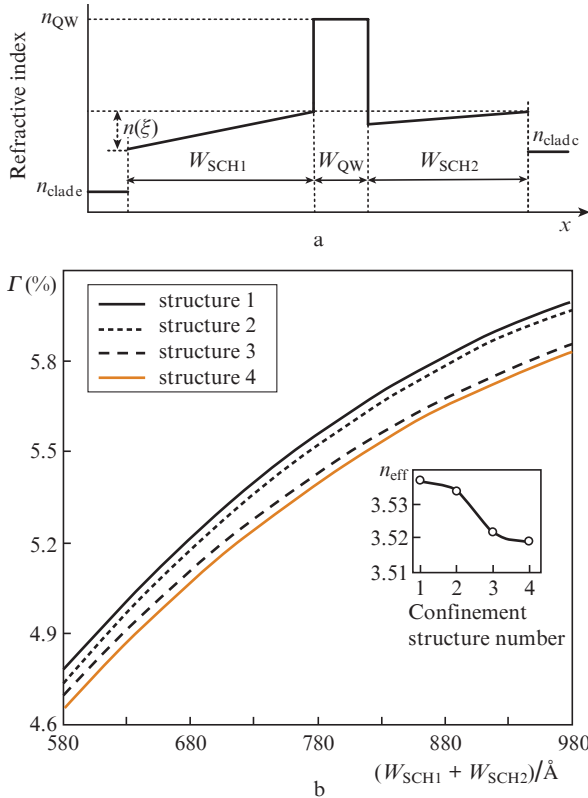 Refractive index
n_QW
n(ξ)
n_clad e
W_SCH1
W_QW
W_SCH2
n_clad c
x
a
Γ (%)
structure 1
structure 2
structure 3
structure 4
5.8
5.5
5.2
4.9
4.6
n_eff
3.53
3.52
3.51
1 2 3 4
Confinement
structure number
580 680 780 880 980
(W_SCH1 + W_SCH2)/Å
b